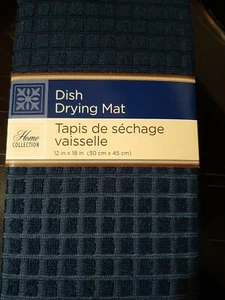 Dish
Drying Mat
Home
COLLECTION
Tapis de séchage
vaisselle
12 in x 18 in (30 cm x 45 cm)